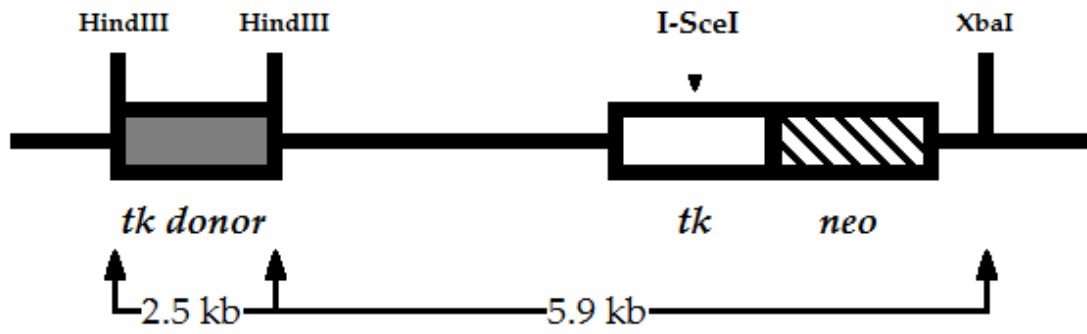 HindIII HindIII I-SceI XbaI
tk donor tk neo
2.5 kb 5.9 kb